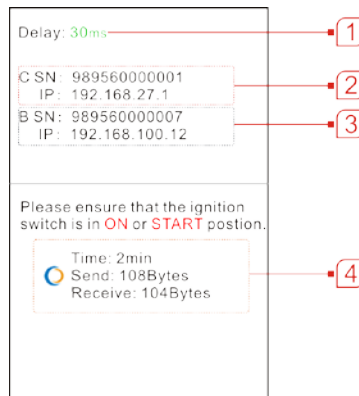 Delay: 30ms
1
C SN: 989560000001
2
IP: 192.168.27.1
B SN: 989560000007
3
IP: 192.168.100.12
Please ensure that the ignition
switch is in ON or START postion.
Time: 2min
Send: 108Bytes
4
Receive: 104Bytes